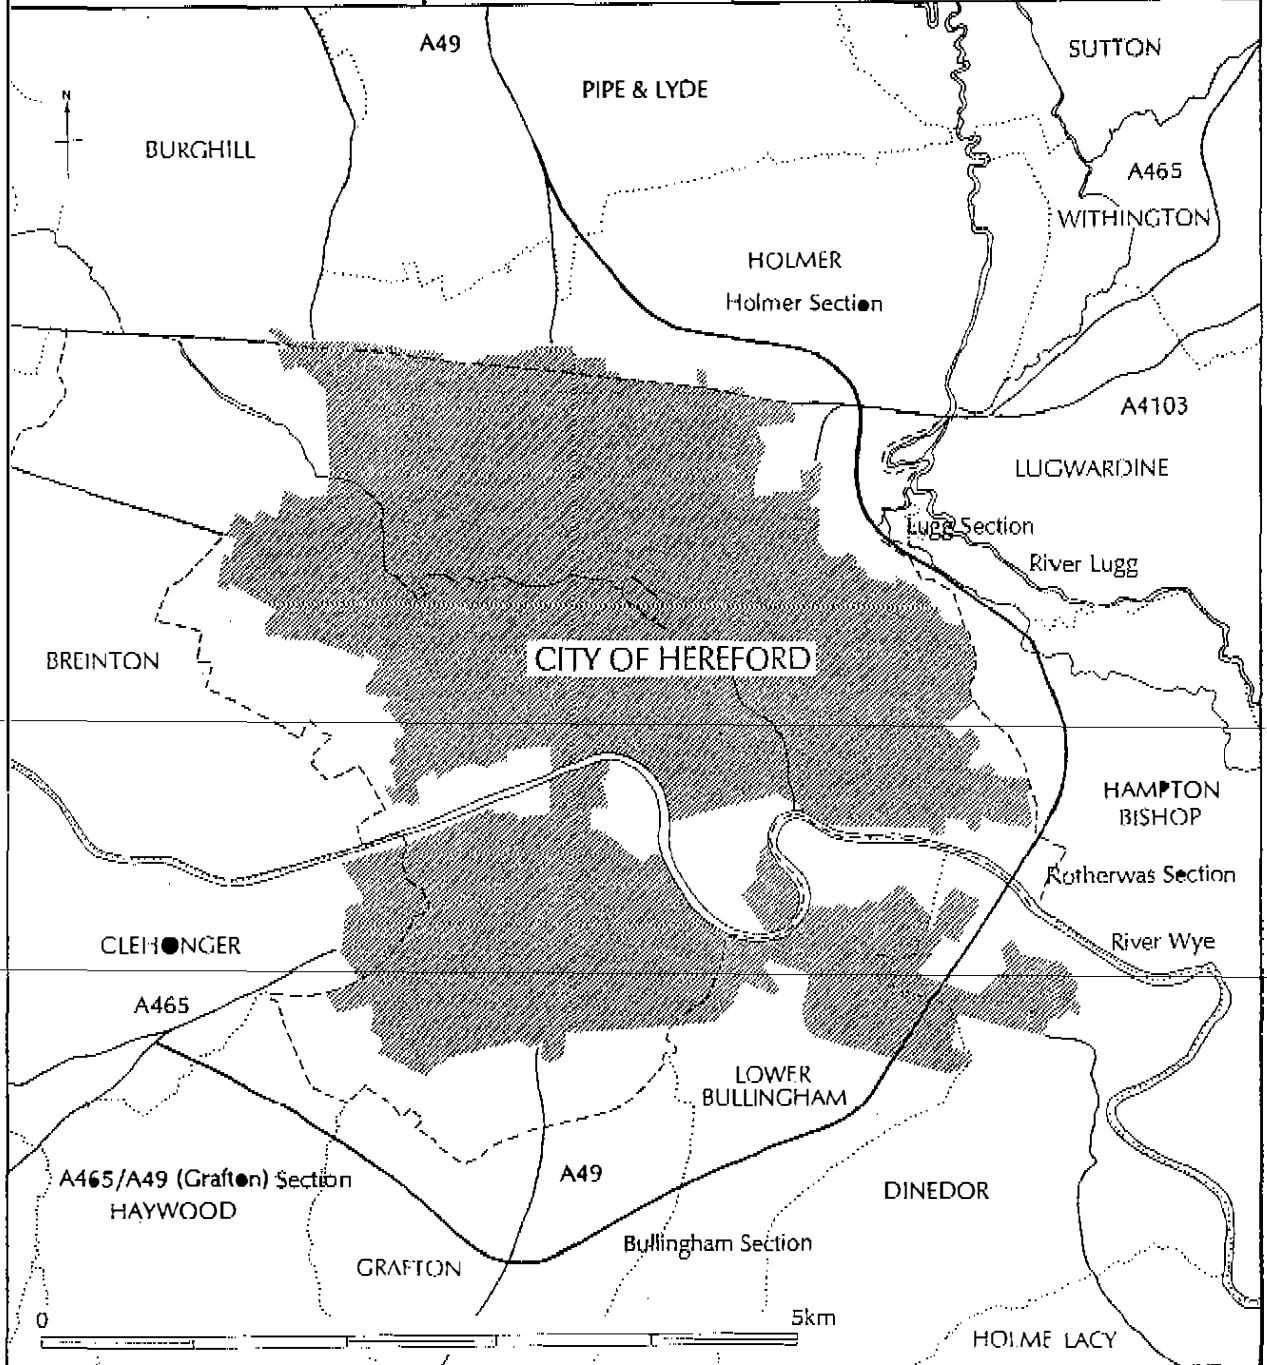 A49
SUTTON
PIPE & LYDE
N
BURGHILL
A465
WITHINGTON
HOLMER
Holmer Section
A4103
LUGWARDINE
Lugg Section
River Lugg
CITY OF HEREFORD
BREINTON
HAMPTON
BISHOP
Rotherwas Section
River Wye
CLEHONGER
A465
LOWER
BULLINGHAM
A465/A49 (Grafton) Section
HAYWOOD
A49
DINEDOR
Bullingham Section
GRAFTON
0
5km
HOLME LACY